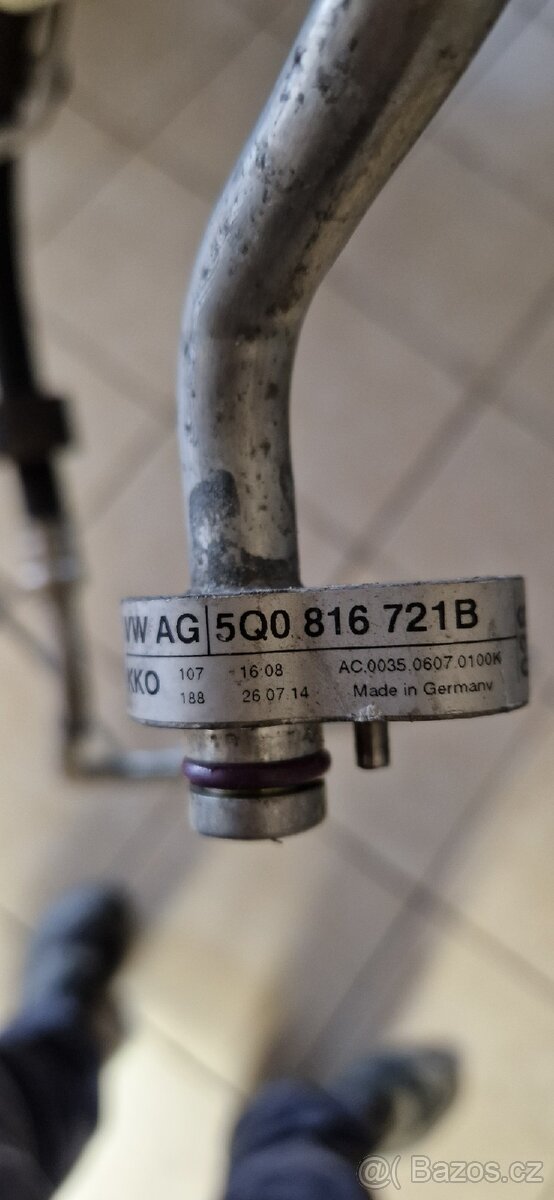 VW AG 5Q0 816 721B
KKO 107 16:08 AC.0035.0607.0100K
188 26.07.14 Made in Germany
@( Bazos.cz